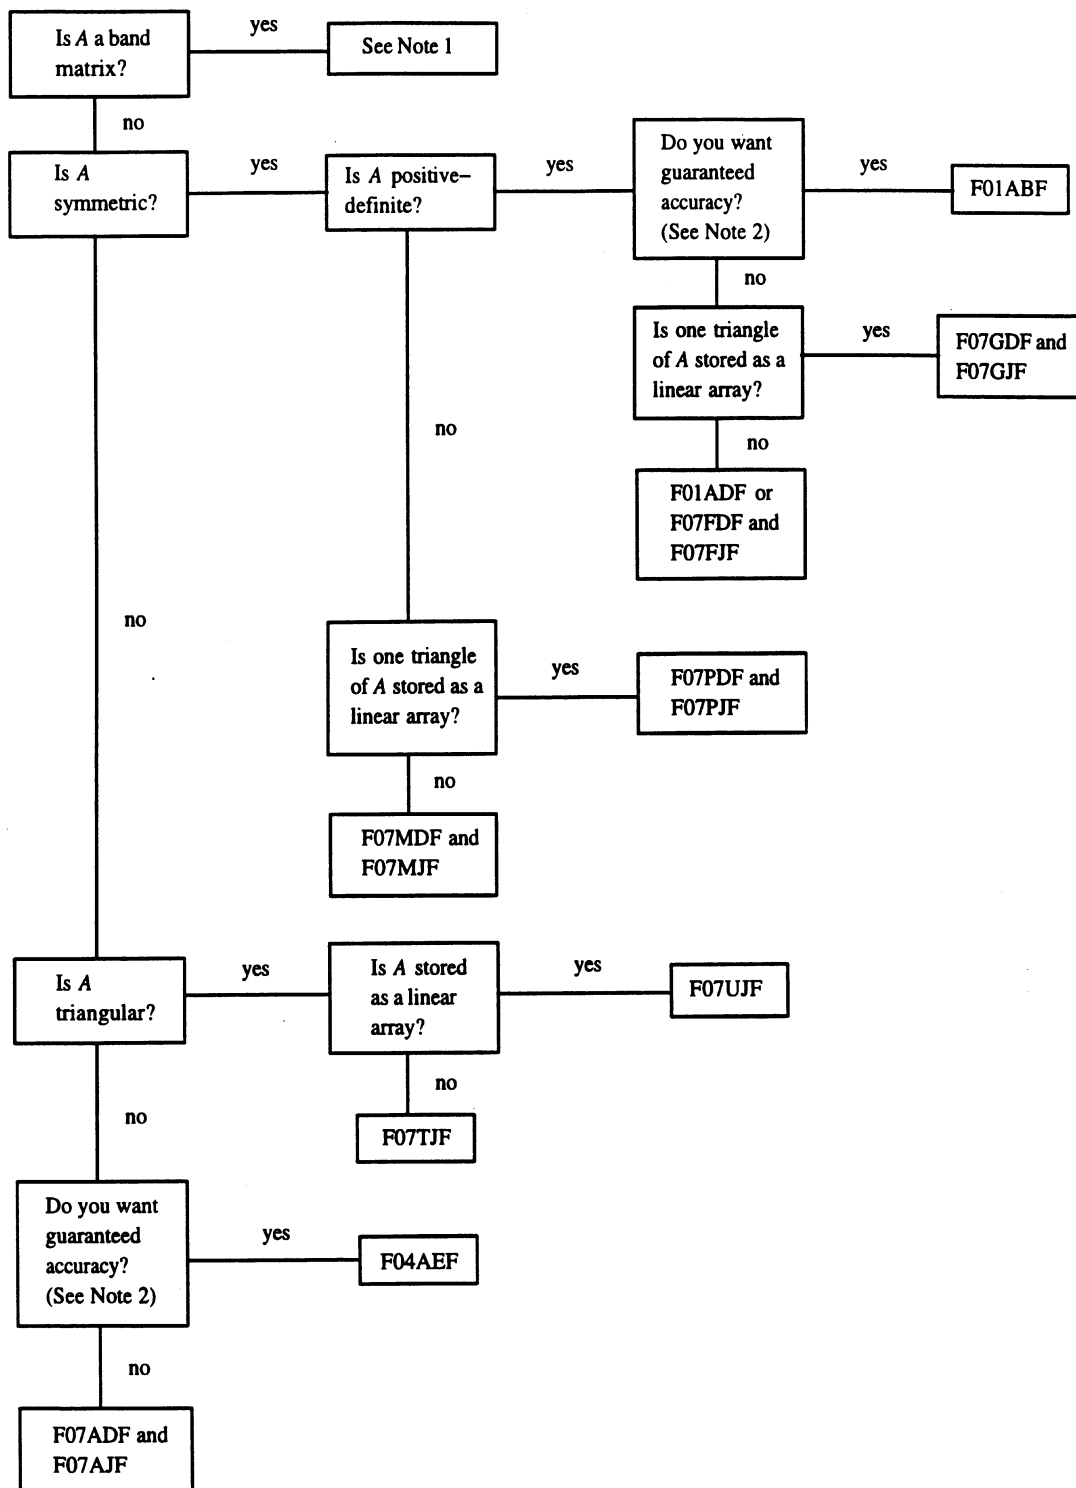 Is A a band
matrix?
yes
See Note 1
no
Is A
symmetric?
yes
Is A positive–
definite?
yes
Do you want
guaranteed
accuracy?
(See Note 2)
yes
F01ABF
no
Is one triangle
of A stored as a
linear array?
yes
F07GDF and
F07GJF
no
F01ADF or
F07FDF and
F07FJF
no
Is one triangle
of A stored as a
linear array?
yes
F07PDF and
F07PJF
no
F07MDF and
F07MJF
no
Is A
triangular?
yes
Is A stored
as a linear
array?
yes
F07UJF
no
F07TJF
no
Do you want
guaranteed
accuracy?
(See Note 2)
yes
F04AEF
no
F07ADF and
F07AJF